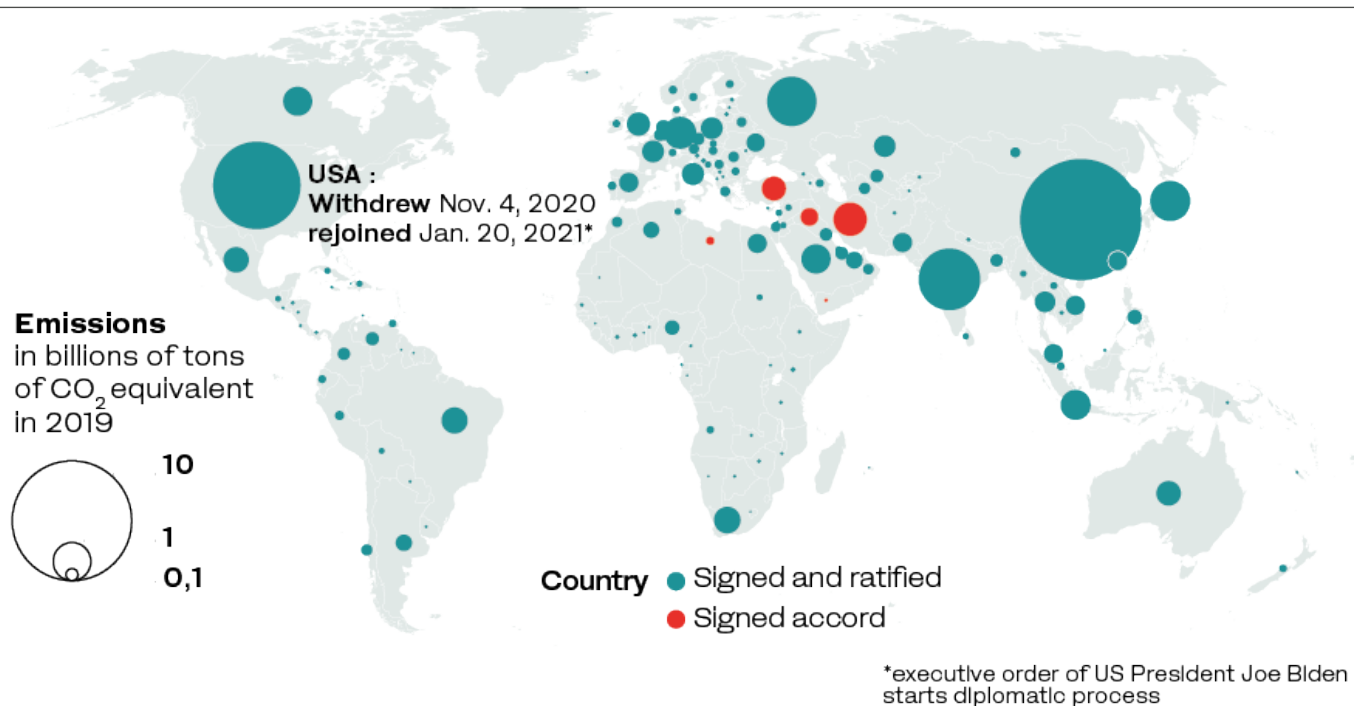 USA :
Withdrew Nov. 4, 2020
rejoined Jan. 20, 2021*
Emissions
in billions of tons
of CO₂ equivalent
in 2019
10
1
0,1
Country
Signed and ratified
Signed accord
*executive order of US President Joe Biden
starts diplomatic process